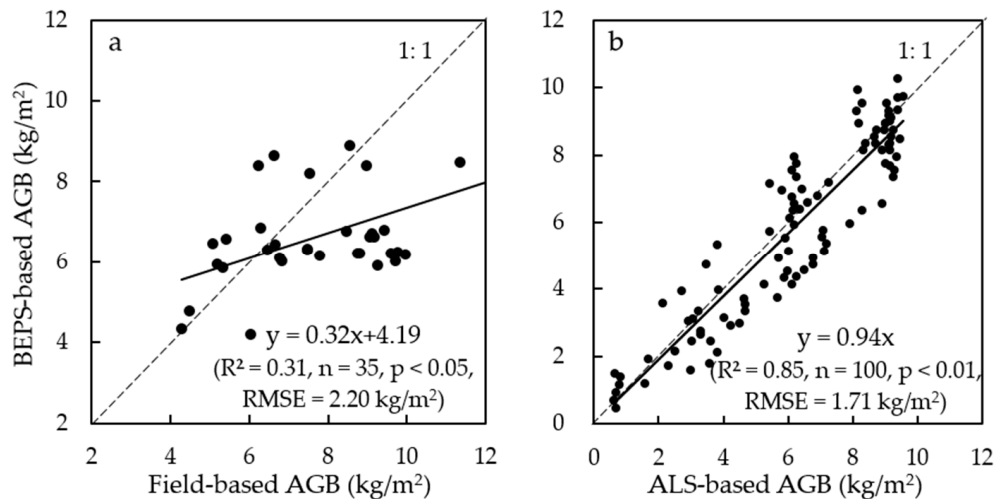 12
10
8
6
4
2
BEPS-based AGB (kg/m²)
a
1: 1
y = 0.32x+4.19
(R² = 0.31, n = 35, p < 0.05,
RMSE = 2.20 kg/m²)
2 4 6 8 10 12
Field-based AGB (kg/m²)
12
10
8
6
4
2
0
b
1: 1
y = 0.94x
(R² = 0.85, n = 100, p < 0.01,
RMSE = 1.71 kg/m²)
0 2 4 6 8 10 12
ALS-based AGB (kg/m²)